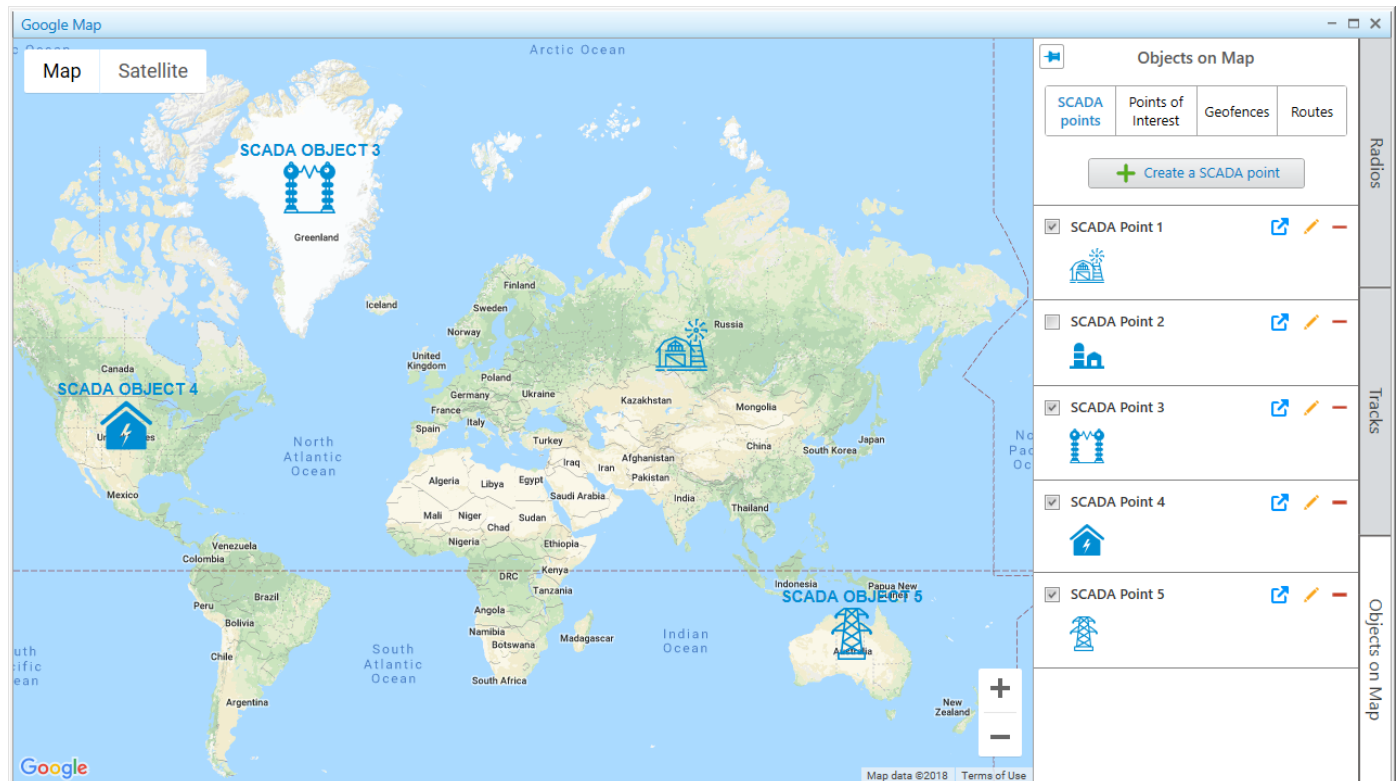 Google Map
Arctic Ocean
Map
Satellite
SCADA OBJECT 3
Greenland
Iceland
Finland
Sweden
Norway
Russia
United
Kingdom
Poland
Germany
Ukraine
France
Italy
Spain
Turkey
Kazakhstan
Mongolia
China
Japan
South Korea
Afghanistan
Iraq
Iran
Pakistan
Canada
SCADA OBJECT 4
North
Atlantic
Ocean
Mexico
Algeria
Libya
Egypt
Saudi Arabia
India
Thailand
Mali
Niger
Sudan
Chad
Nigeria
Ethiopia
Venezuela
Colombia
DRC
Kenya
Tanzania
Indonesia
Papua New
SCADA OBJECT 5
Peru
Brazil
Bolivia
Angola
Namibia
Botswana
Madagascar
Chile
South
Atlantic
Ocean
Indian
Ocean
South Africa
Argentina
New
Zealand
Google
Map data ©2018
Terms of Use
Objects on Map
SCADA
points
Points of
Interest
Geofences
Routes
Create a SCADA point
SCADA Point 1
SCADA Point 2
SCADA Point 3
SCADA Point 4
SCADA Point 5
Radios
Tracks
Objects on Map